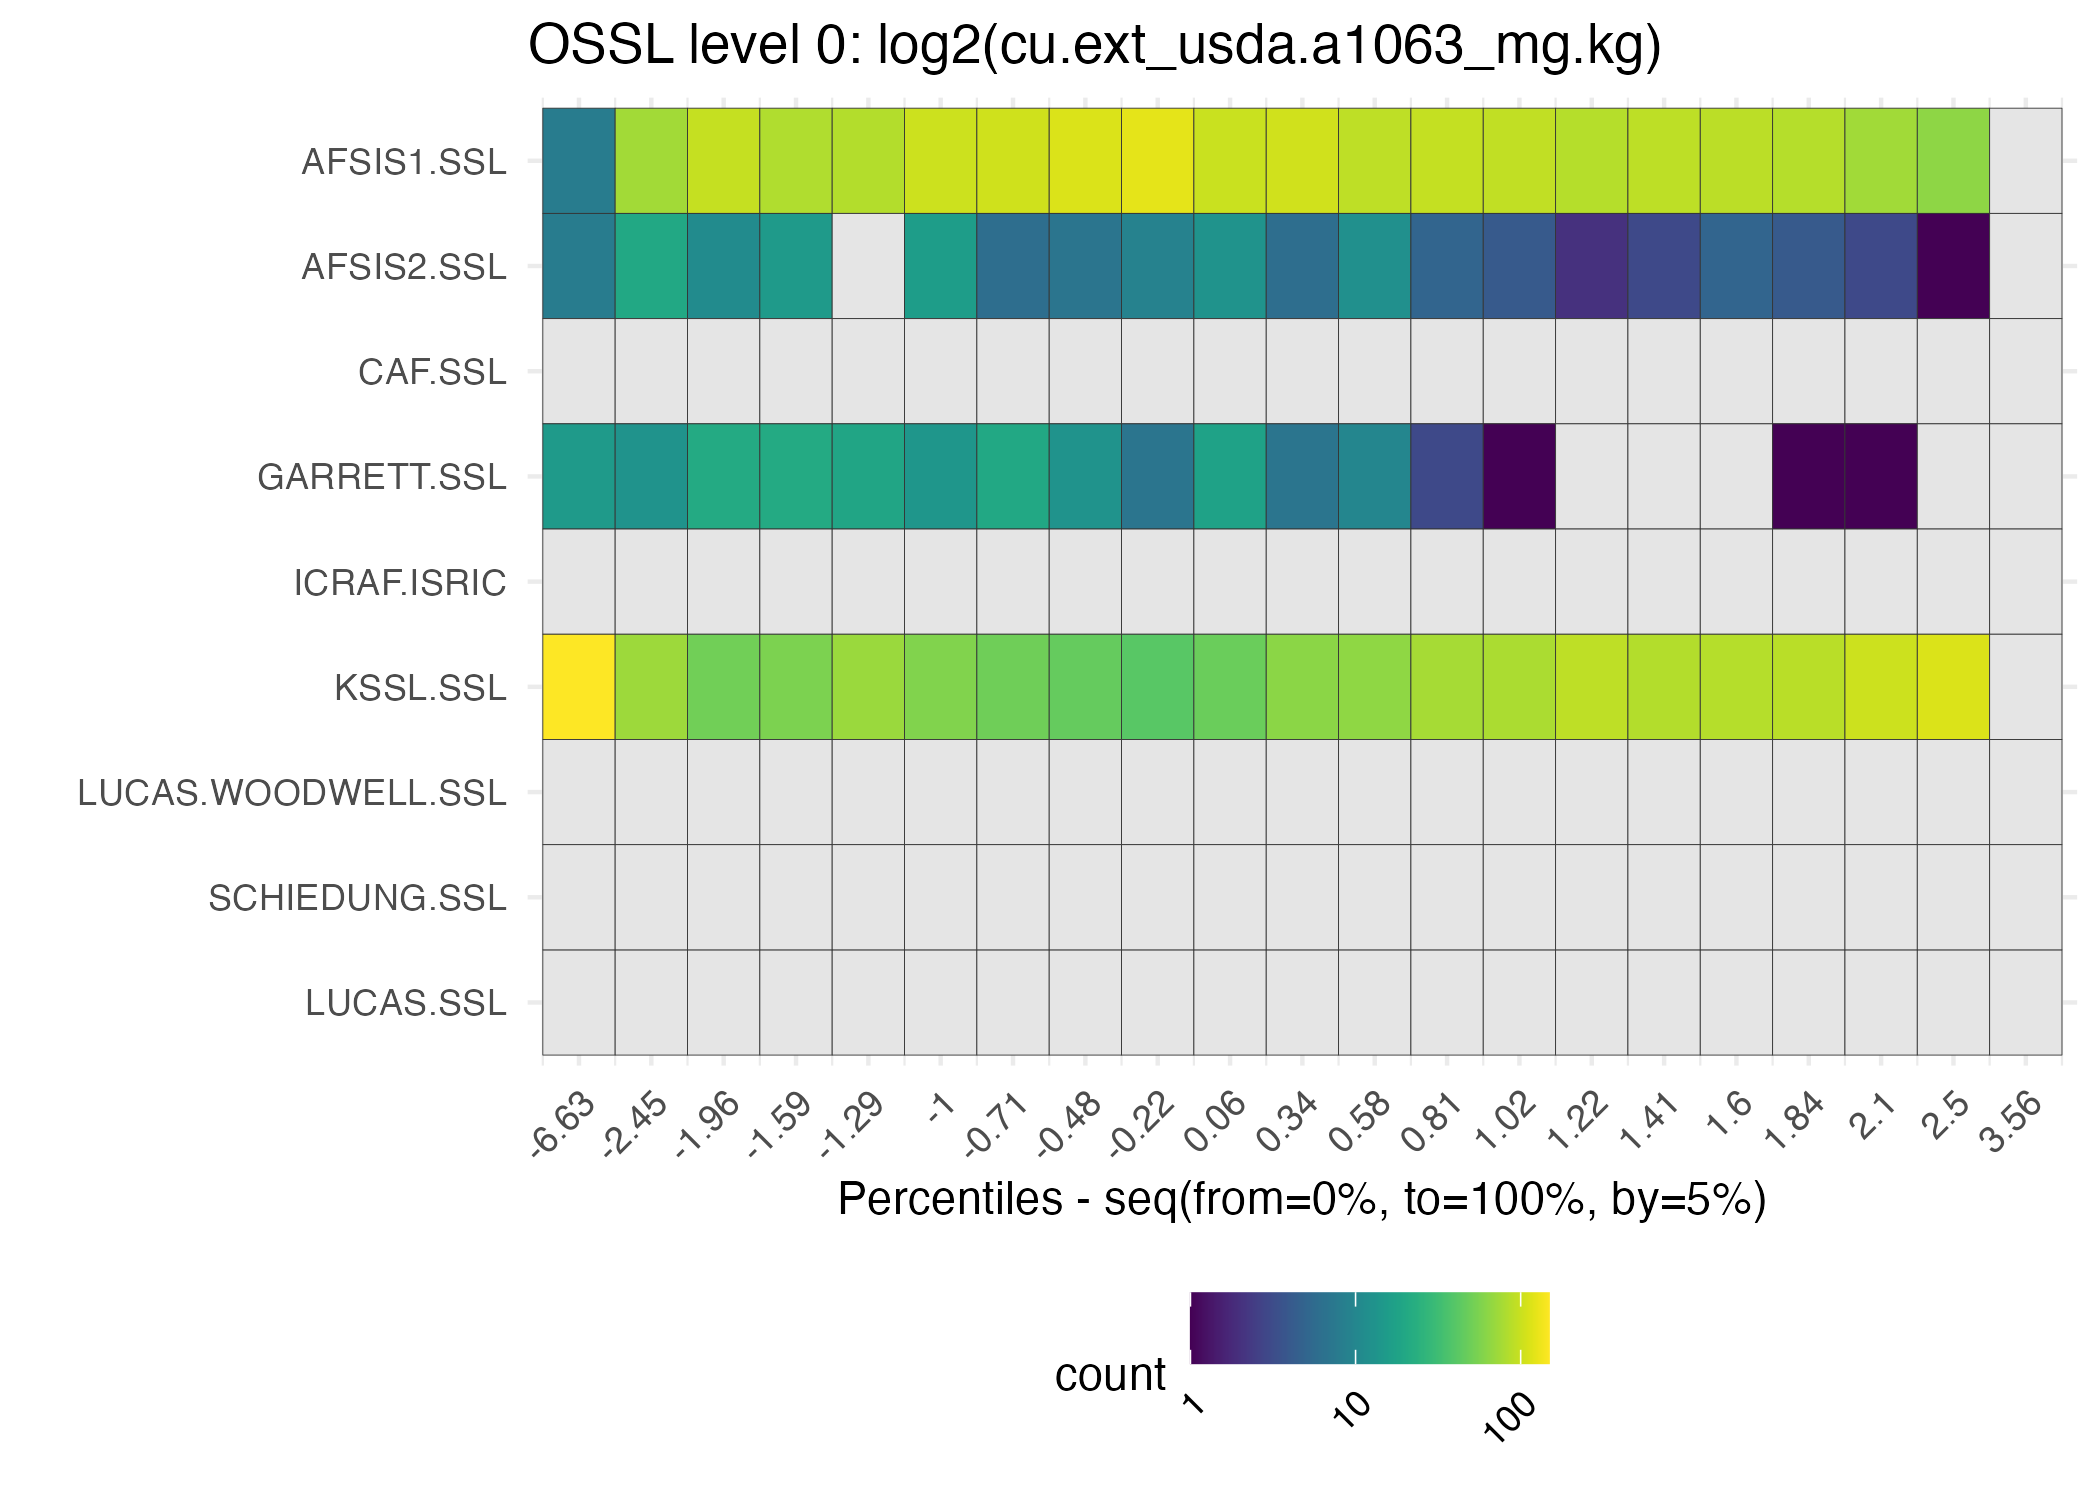 OSSL level 0: log2(cu.ext_usda.a1063_mg.kg)
AFSIS1.SSL
AFSIS2.SSL
CAF.SSL
GARRETT.SSL
ICRAF.ISRIC
KSSL.SSL
LUCAS.WOODWELL.SSL
SCHIEDUNG.SSL
LUCAS.SSL
-6.63 -2.45 -1.96 -1.59 -1.29 -1 -0.71 -0.48 -0.22 0.06 0.34 0.58 0.81 1.02 1.22 1.41 1.6 1.84 2.1 2.5 3.56
Percentiles - seq(from=0%, to=100%, by=5%)
count
1 10 100